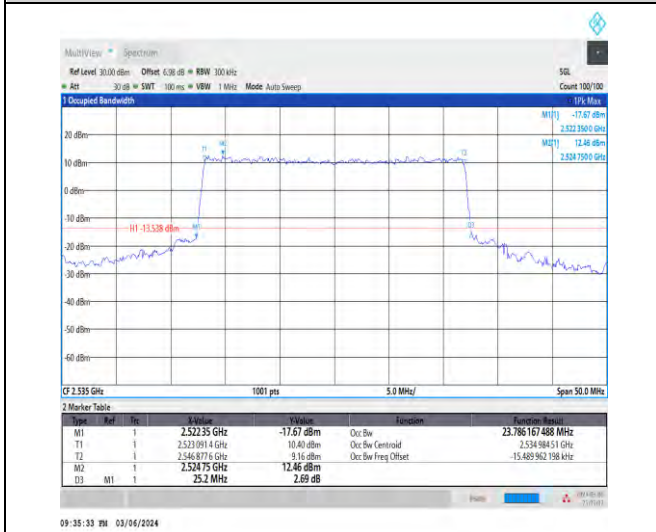 MultiView Spectrum
Ref Level 30.00 dBm Offset 6.98 dB RBW 300 kHz SGL
Att 30 dB SWT 100 ms VBW 1 MHz Mode Auto Sweep Count 100/100
1 Occupied Bandwidth 1Pk Max
M1[1] -17.67 dBm
2.522 350 0 GHz
M2[1] 12.46 dBm
2.524 750 0 GHz
20 dBm
T1 M2 T2
10 dBm
0 dBm
-10 dBm
H1 -13.528 dBm M1 D3
-20 dBm
-30 dBm
-40 dBm
-50 dBm
-60 dBm
CF 2.535 GHz 1001 pts 5.0 MHz/ Span 50.0 MHz
2 Marker Table
Type Ref Trc X-Value Y-Value Function Function Result
M1 1 2.52235 GHz -17.67 dBm Occ Bw 23.786 167 488 MHz
T1 1 2.523 091 4 GHz 10.40 dBm Occ Bw Centroid 2.534 984 51 GHz
T2 1 2.546 877 6 GHz 9.16 dBm Occ Bw Freq Offset -15.489 962 198 kHz
M2 1 2.524 75 GHz 12.46 dBm
D3 M1 1 25.2 MHz 2.69 dB
09:35:33 PM 03/06/2024